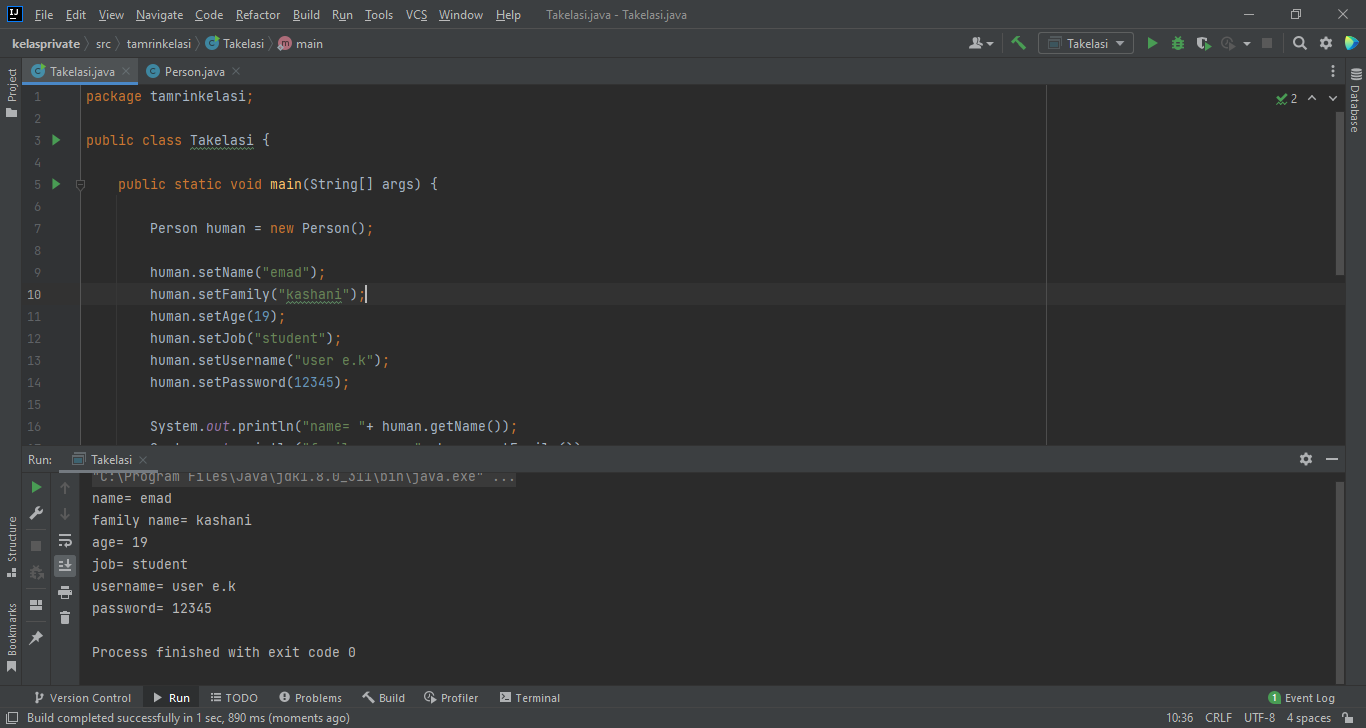 File Edit View Navigate Code Refactor Build Run Tools VCS Window Help Takelasi.java - Takelasi.java
kelasprivate src tamrinkelasi Takelasi main Takelasi
Takelasi.java Person.java
Project
Database
2
1 package tamrinkelasi;
2
3 public class Takelasi {
4
5 public static void main(String[] args) {
6
7 Person human = new Person();
8
9 human.setName("emad");
10 human.setFamily("kashani");
11 human.setAge(19);
12 human.setJob("student");
13 human.setUsername("user e.k");
14 human.setPassword(12345);
15
16 System.out.println("name= "+ human.getName());
Run: Takelasi
"C:\Program Files\Java\jdk1.8.0_311\bin\java.exe" ...
name= emad
family name= kashani
age= 19
job= student
username= user e.k
password= 12345
Process finished with exit code 0
Structure
Bookmarks
Version Control Run TODO Problems Build Profiler Terminal 1 Event Log
Build completed successfully in 1 sec, 890 ms (moments ago) 10:36 CRLF UTF-8 4 spaces